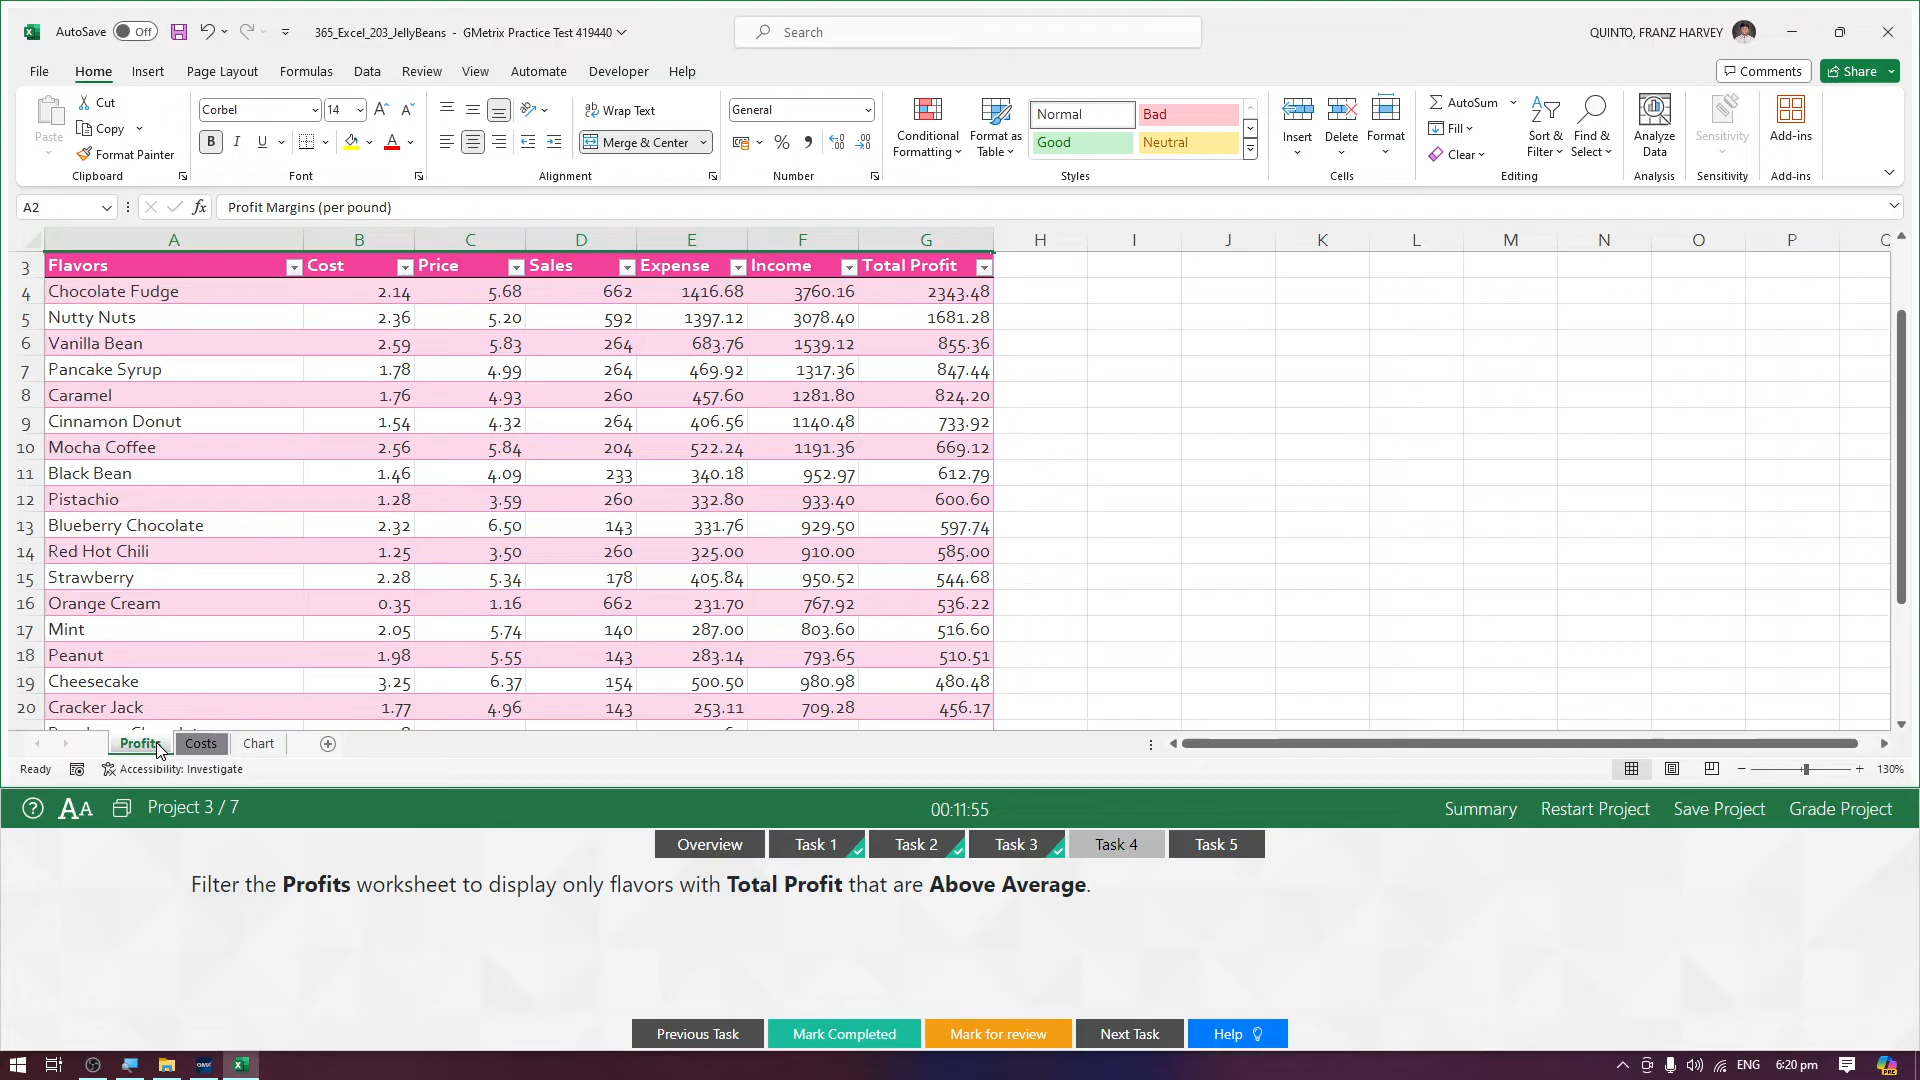 AutoSave Off 365_Excel_203_JellyBeans - GMetrix Practice Test 419440 Search QUINTO, FRANZ HARVEY
File Home Insert Page Layout Formulas Data Review View Automate Developer Help Comments Share
Paste Cut Copy Format Painter Clipboard
Corbel 14 B I U Font
Wrap Text Merge & Center Alignment
General % Number
Conditional Formatting Format as Table Normal Bad Good Neutral Styles
Insert Delete Format Cells
AutoSum Fill Clear Sort & Filter Find & Select Editing
Analyze Data Analysis
Sensitivity Sensitivity
Add-ins Add-ins
A2 fx Profit Margins (per pound)
A B C D E F G H I J K L M N O P
3 Flavors Cost Price Sales Expense Income Total Profit
4 Chocolate Fudge 2.14 5.68 662 1416.68 3760.16 2343.48
5 Nutty Nuts 2.36 5.20 592 1397.12 3078.40 1681.28
6 Vanilla Bean 2.59 5.83 264 683.76 1539.12 855.36
7 Pancake Syrup 1.78 4.99 264 469.92 1317.36 847.44
8 Caramel 1.76 4.93 260 457.60 1281.80 824.20
9 Cinnamon Donut 1.54 4.32 264 406.56 1140.48 733.92
10 Mocha Coffee 2.56 5.84 204 522.24 1191.36 669.12
11 Black Bean 1.46 4.09 233 340.18 952.97 612.79
12 Pistachio 1.28 3.59 260 332.80 933.40 600.60
13 Blueberry Chocolate 2.32 6.50 143 331.76 929.50 597.74
14 Red Hot Chili 1.25 3.50 260 325.00 910.00 585.00
15 Strawberry 2.28 5.34 178 405.84 950.52 544.68
16 Orange Cream 0.35 1.16 662 231.70 767.92 536.22
17 Mint 2.05 5.74 140 287.00 803.60 516.60
18 Peanut 1.98 5.55 143 283.14 793.65 510.51
19 Cheesecake 3.25 6.37 154 500.50 980.98 480.48
20 Cracker Jack 1.77 4.96 143 253.11 709.28 456.17
Profits Costs Chart
Ready Accessibility: Investigate 130%
Project 3 / 7 00:11:55 Summary Restart Project Save Project Grade Project
Overview Task 1 Task 2 Task 3 Task 4 Task 5
Filter the Profits worksheet to display only flavors with Total Profit that are Above Average.
Previous Task Mark Completed Mark for review Next Task Help
ENG 6:20 pm